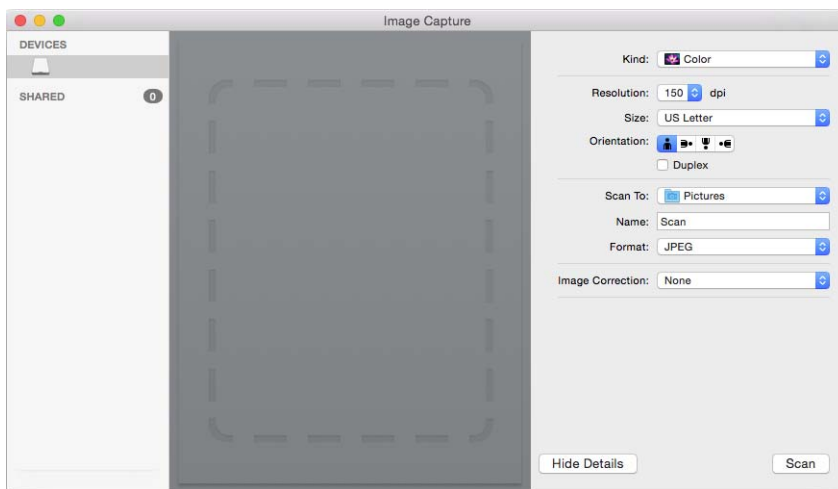 Image Capture
DEVICES
SHARED 0
Kind: Color
Resolution: 150 dpi
Size: US Letter
Orientation:
Duplex
Scan To: Pictures
Name: Scan
Format: JPEG
Image Correction: None
Hide Details Scan